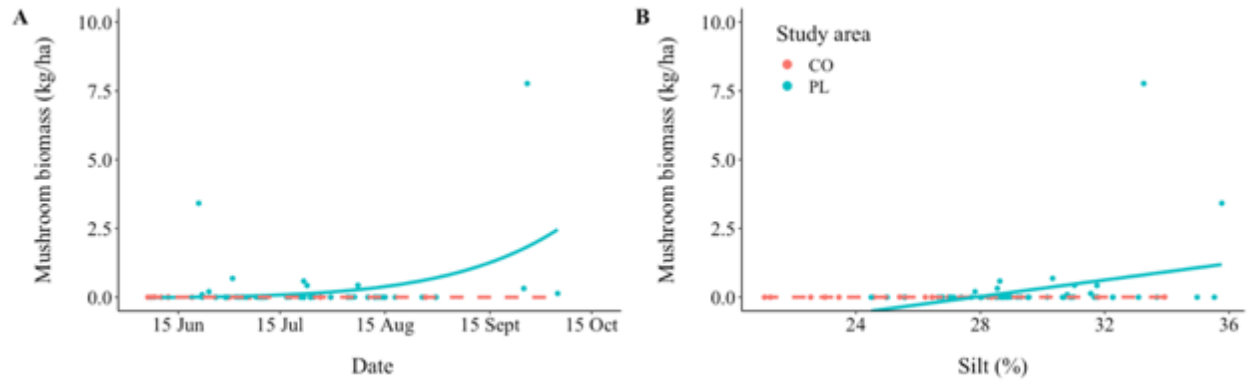 A
Mushroom biomass (kg/ha)
10.0
7.5
5.0
2.5
0.0
15 Jun
15 Jul
15 Aug
15 Sept
15 Oct
Date
B
Mushroom biomass (kg/ha)
10.0
7.5
5.0
2.5
0.0
Study area
CO
PL
24
28
32
36
Silt (%)